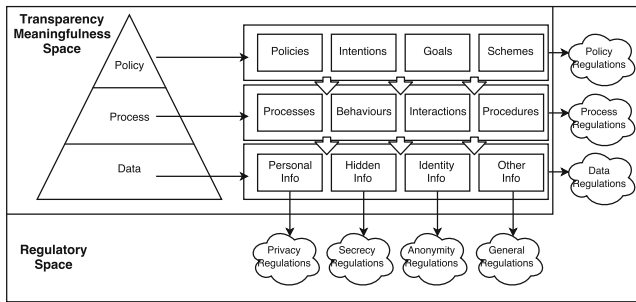 Transparency
Meaningfulness
Space
Policy
Process
Data
Policies
Intentions
Goals
Schemes
Policy
Regulations
Processes
Behaviours
Interactions
Procedures
Process
Regulations
Personal
Info
Hidden
Info
Identity
Info
Other
Info
Data
Regulations
Regulatory
Space
Privacy
Regulations
Secrecy
Regulations
Anonymity
Regulations
General
Regulations